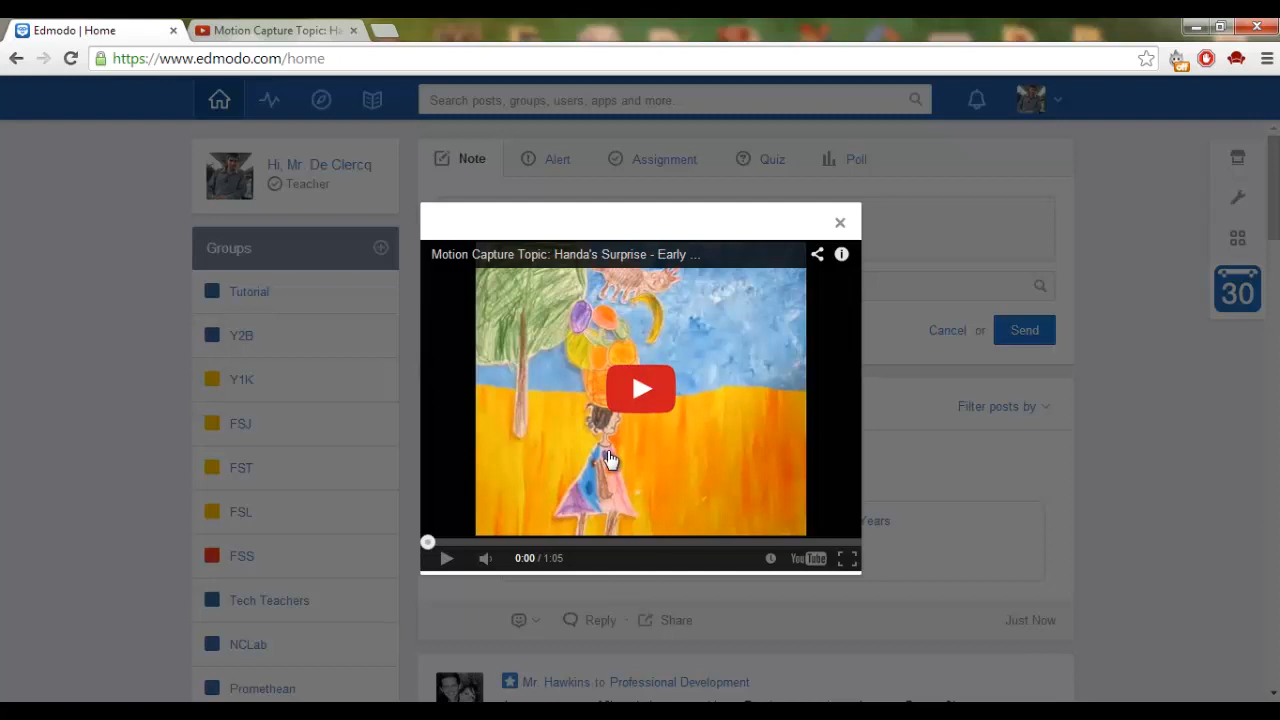 Edmodo | Home
Motion Capture Topic: Ha
https://www.edmodo.com/home
off
Search posts, groups, users, apps and more...
Hi, Mr. De Clercq
Teacher
Note
Alert
Assignment
Quiz
Poll
Groups
Tutorial
Y2B
Y1K
FSJ
FST
FSL
FSS
Tech Teachers
NCLab
Promethean
30
Cancel or Send
Filter posts by
Motion Capture Topic: Handa's Surprise - Early ...
0:00 / 1:05
YouTube
Years
Reply
Share
Just Now
Mr. Hawkins to Professional Development